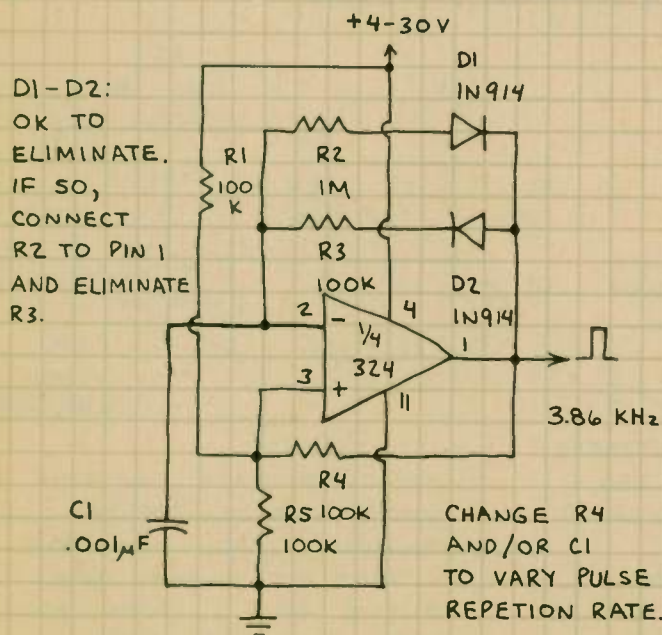 +4-30V
D1-D2:
OK TO
ELIMINATE.
IF SO,
CONNECT
R2 TO PIN 1
AND ELIMINATE
R3.
D1
1N914
R1
100
K
R2
1M
R3
100K
D2
1N914
2
-
1/4
324
4
1
3
+
11
3.86 KHz
R4
100K
R5
100K
C1
.001µF
CHANGE R4
AND/OR C1
TO VARY PULSE
REPETION RATE.